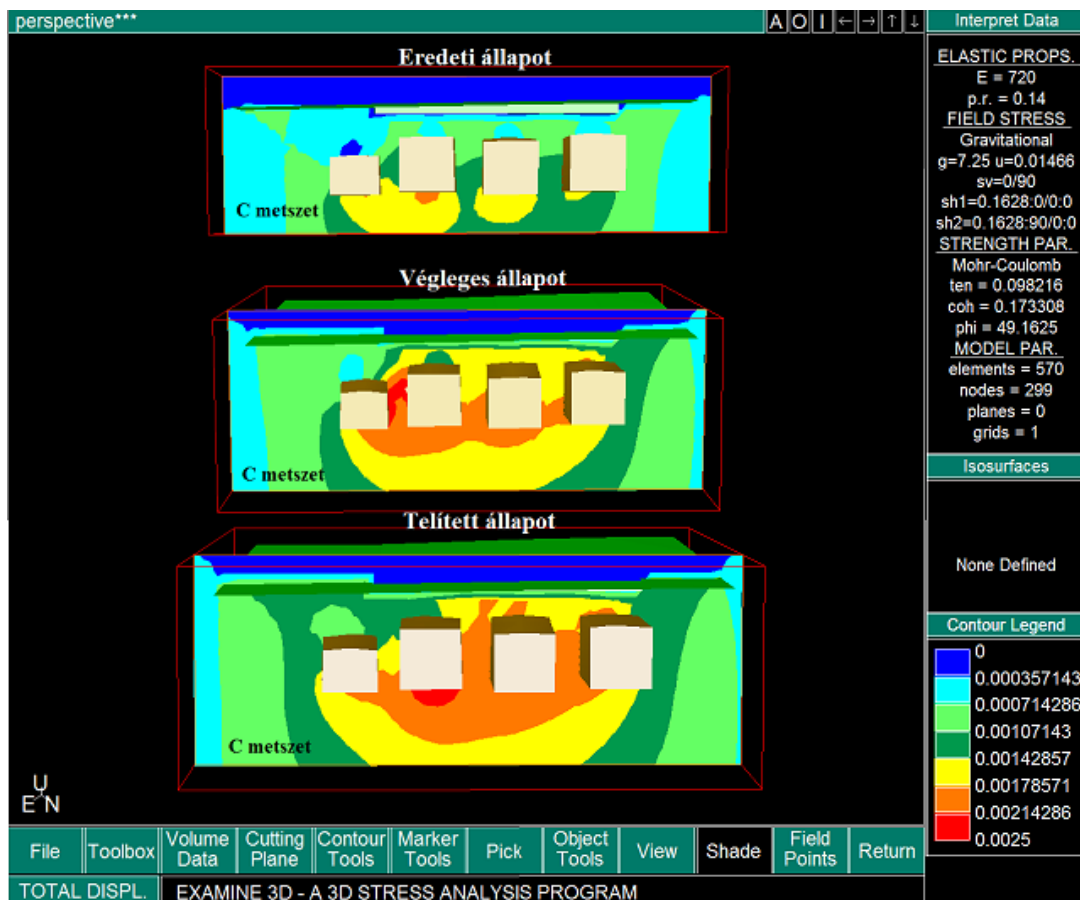 perspective***
A O I ← → ↑ ↓
Eredeti állapot
C metszet
Végleges állapot
C metszet
Telített állapot
C metszet
U
E N
Interpret Data
ELASTIC PROPS.
E = 720
p.r. = 0.14
FIELD STRESS
Gravitational
g=7.25 u=0.01466
sv=0/90
sh1=0.1628:0/0:0
sh2=0.1628:90/0:0
STRENGTH PAR.
Mohr-Coulomb
ten = 0.098216
coh = 0.173308
phi = 49.1625
MODEL PAR.
elements = 570
nodes = 299
planes = 0
grids = 1
Isosurfaces
None Defined
Contour Legend
0
0.000357143
0.000714286
0.00107143
0.00142857
0.00178571
0.00214286
0.0025
File
Toolbox
Volume
Data
Cutting
Plane
Contour
Tools
Marker
Tools
Pick
Object
Tools
View
Shade
Field
Points
Return
TOTAL DISPL.
EXAMINE 3D - A 3D STRESS ANALYSIS PROGRAM